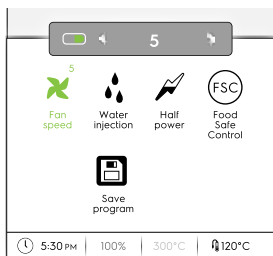 5
5
Fan
speed
Water
injection
Half
power
FSC
Food
Safe
Control
Save
program
5:30 PM
100%
300°C
120°C